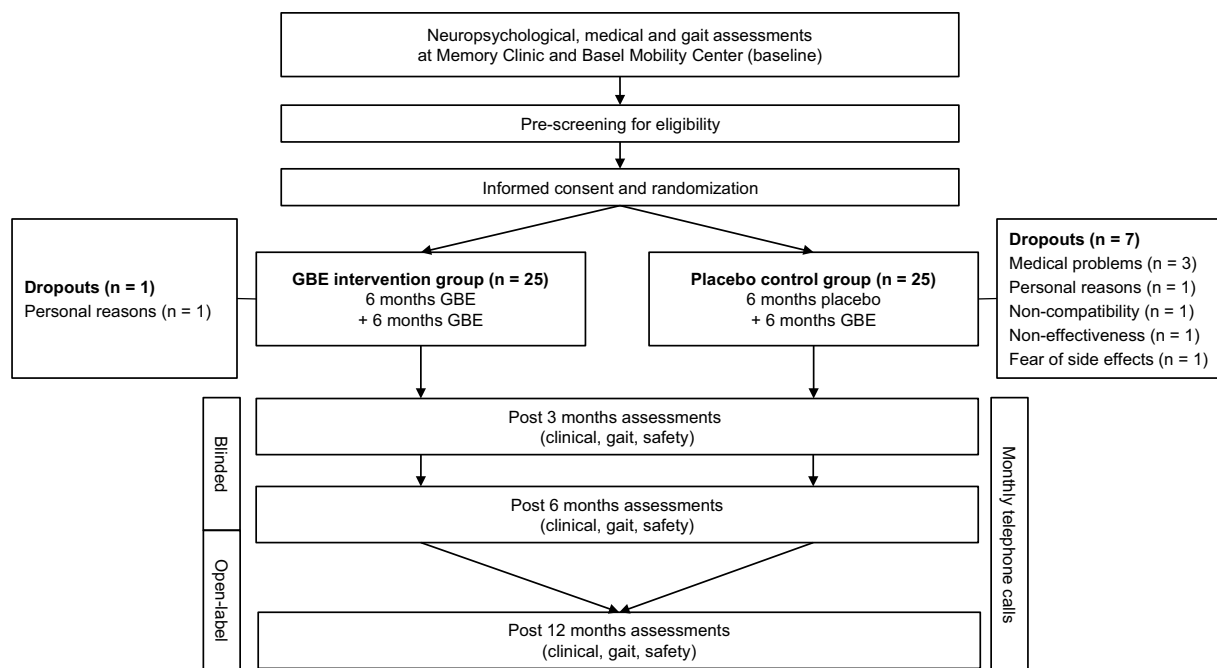 Neuropsychological, medical and gait assessments
at Memory Clinic and Basel Mobility Center (baseline)
Pre-screening for eligibility
Informed consent and randomization
Dropouts (n = 1)
Personal reasons (n = 1)
GBE intervention group (n = 25)
6 months GBE
+ 6 months GBE
Placebo control group (n = 25)
6 months placebo
+ 6 months GBE
Dropouts (n = 7)
Medical problems (n = 3)
Personal reasons (n = 1)
Non-compatibility (n = 1)
Non-effectiveness (n = 1)
Fear of side effects (n = 1)
Blinded
Post 3 months assessments
(clinical, gait, safety)
Post 6 months assessments
(clinical, gait, safety)
Monthly telephone calls
Open-label
Post 12 months assessments
(clinical, gait, safety)